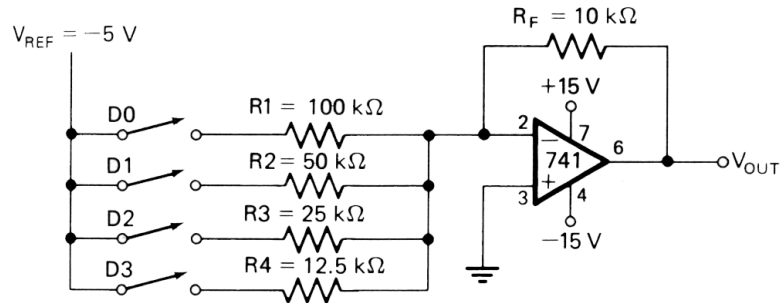 R_F = 10 kΩ
V_REF = −5 V
+15 V
D0
R1 = 100 kΩ
2
7
6
−
741
+
V_OUT
D1
R2 = 50 kΩ
3
4
D2
R3 = 25 kΩ
−15 V
D3
R4 = 12.5 kΩ